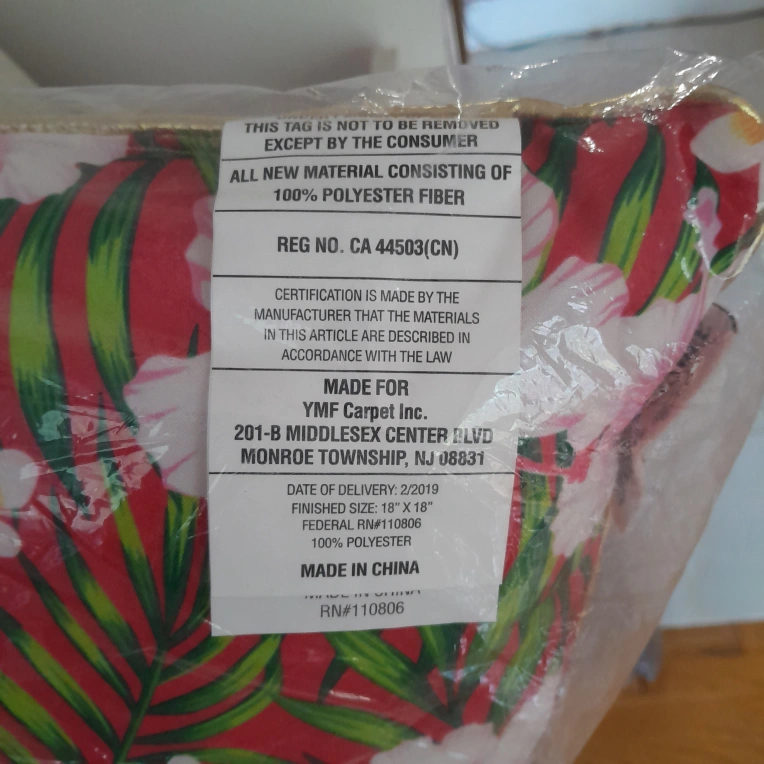 THIS TAG IS NOT TO BE REMOVED
EXCEPT BY THE CONSUMER
ALL NEW MATERIAL CONSISTING OF
100% POLYESTER FIBER
REG NO. CA 44503(CN)
CERTIFICATION IS MADE BY THE
MANUFACTURER THAT THE MATERIALS
IN THIS ARTICLE ARE DESCRIBED IN
ACCORDANCE WITH THE LAW
MADE FOR
YMF Carpet Inc.
201-B MIDDLESEX CENTER BLVD
MONROE TOWNSHIP, NJ 08831
DATE OF DELIVERY: 2/2019
FINISHED SIZE: 18" X 18"
FEDERAL RN#110806
100% POLYESTER
MADE IN CHINA
MADE IN CHINA
RN#110806